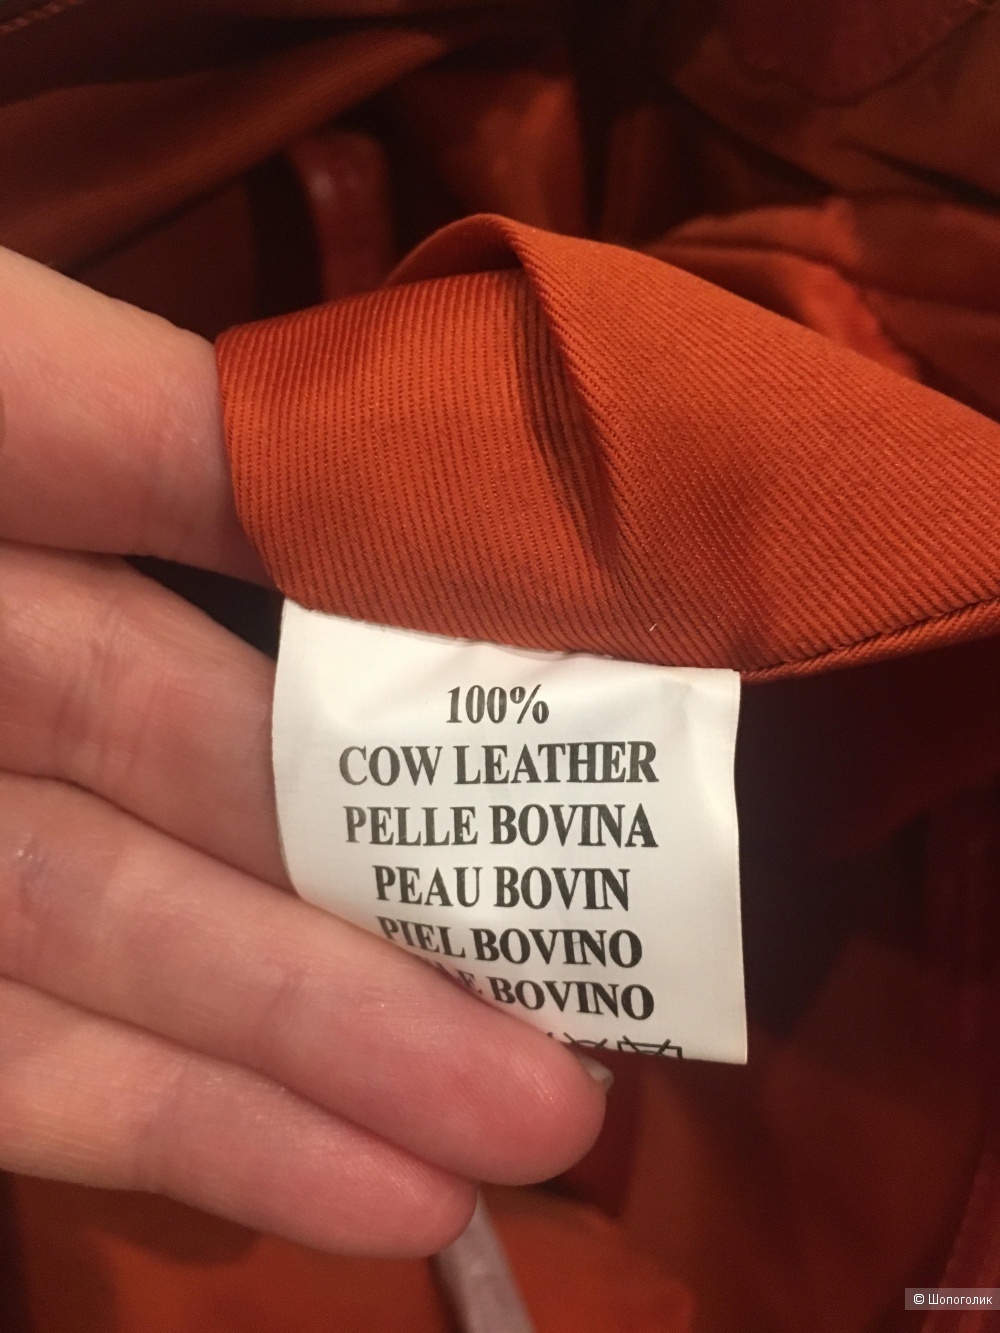 100%
COW LEATHER
PELLE BOVINA
PEAU BOVIN
PIEL BOVINO
BOVINO
© Шопоголик